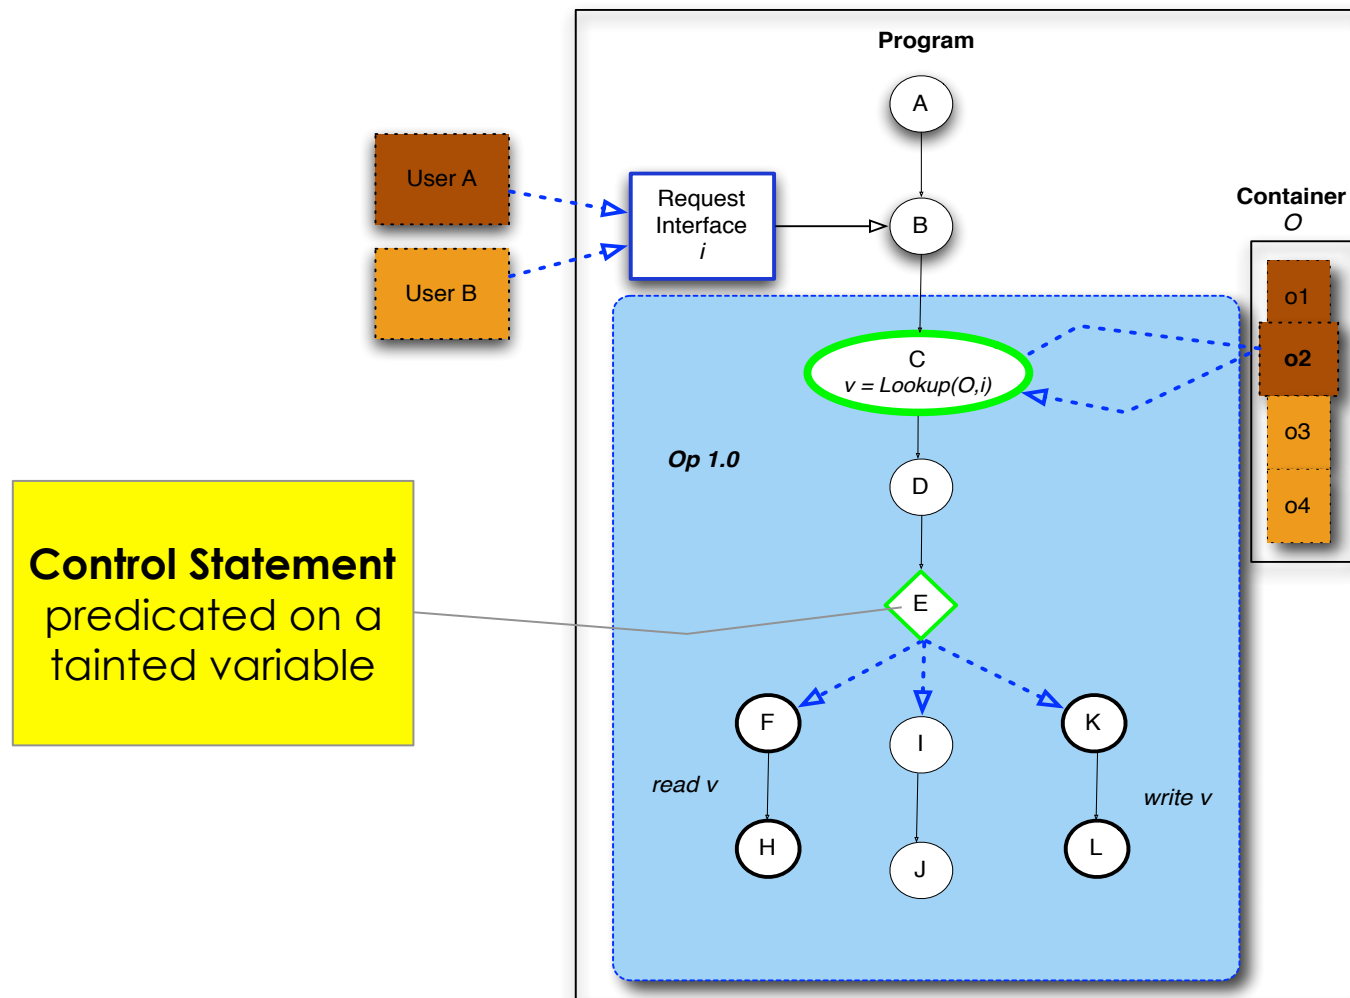 Program
A
User A
Request
Interface
i
B
Container
O
User B
o1
C
v = Lookup(O,i)
o2
o3
Op 1.0
D
o4
Control Statement
predicated on a
tainted variable
E
F
I
K
read v
write v
H
J
L